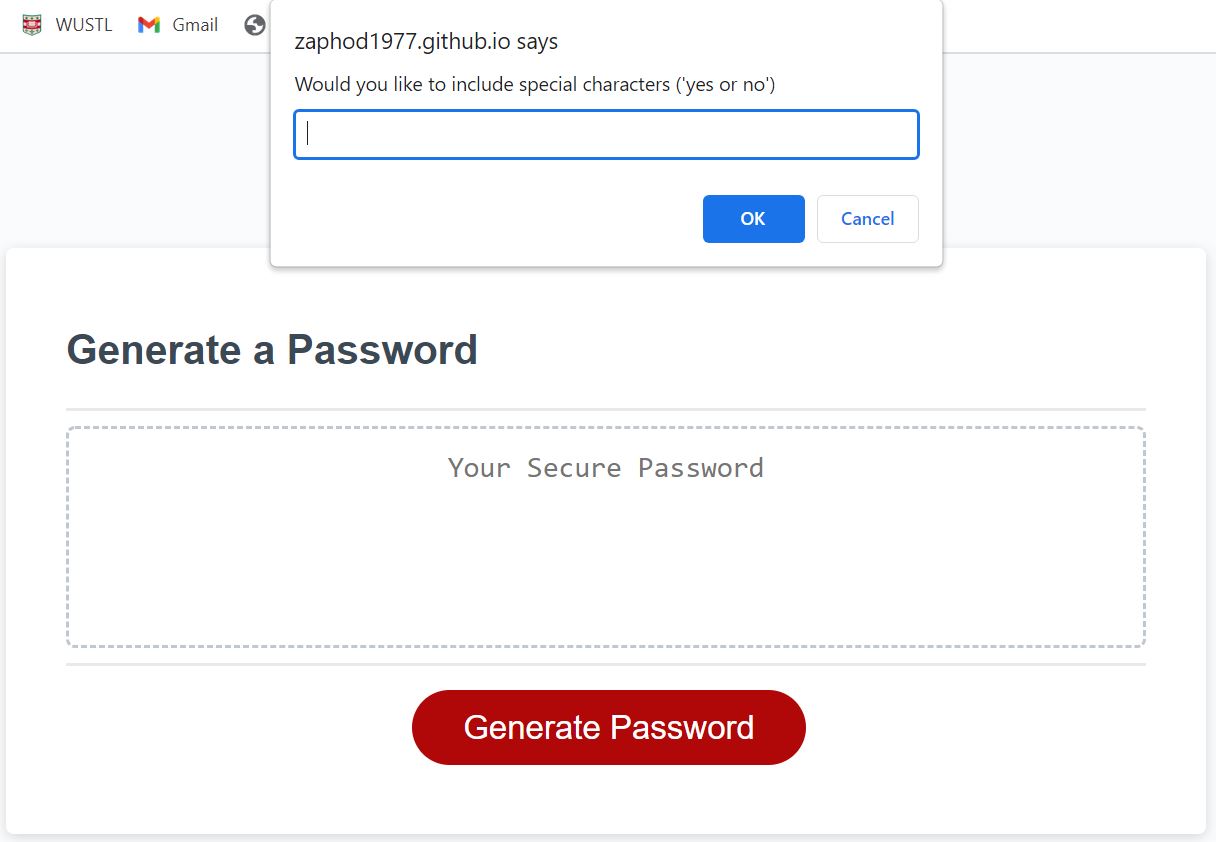 WUSTL Gmail
zaphod1977.github.io says
Would you like to include special characters ('yes or no')
OK Cancel
Generate a Password
Your Secure Password
Generate Password